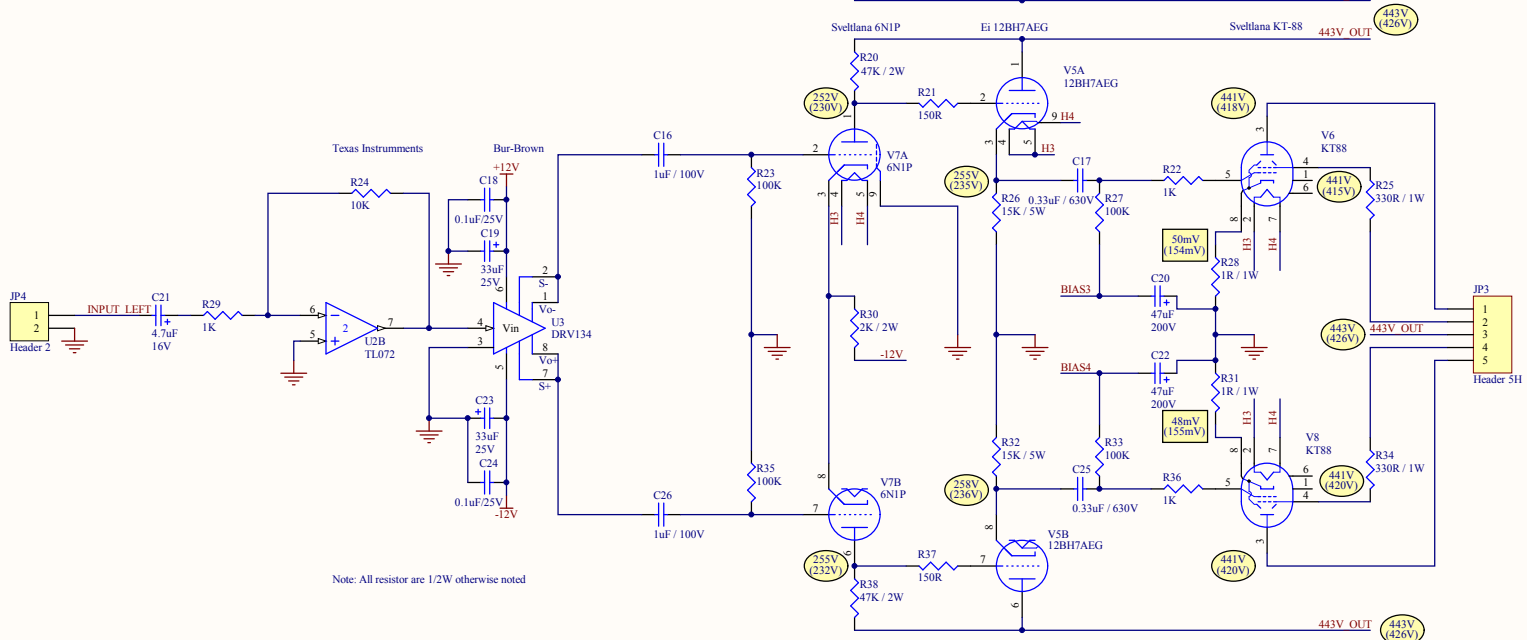 443V
(426V)
Sveltlana 6N1P
Ei 12BH7AEG
Sveltlana KT-88
443V OUT
R20
47K / 2W
1
V5A
12BH7AEG
252V
(230V)
R21
150R
2
9 H4
3
4
5
H3
441V
(418V)
3
V6
KT88
4
1
6
5
8
2
7
H3
H4
441V
(415V)
R25
330R / 1W
Texas Instrumments
Bur-Brown
+12V
R24
10K
C18
0.1uF/25V
C19
33uF
25V
6
C16
1uF / 100V
R23
100K
1
2
V7A
6N1P
3
4
5
9
H3
H4
255V
(235V)
C17
0.33uF / 630V
R22
1K
R26
15K / 5W
R27
100K
50mV
(154mV)
R28
1R / 1W
BIAS3
C20
47uF
200V
JP4
1
2
Header 2
INPUT LEFT
C21
4.7uF
16V
R29
1K
6
5
2
7
U2B
TL072
4
3
Vin
2
S-
1
Vo-
U3
DRV134
8
Vo+
7
S+
5
R30
2K / 2W
-12V
443V
(426V)
443V OUT
JP3
1
2
3
4
5
Header 5H
BIAS4
C22
47uF
200V
R31
1R / 1W
48mV
(155mV)
H3
H4
C23
33uF
25V
C24
0.1uF/25V
-12V
R35
100K
C26
1uF / 100V
8
V7B
6N1P
7
6
R32
15K / 5W
R33
100K
258V
(236V)
C25
0.33uF / 630V
R36
1K
5
8
2
7
V8
KT88
6
1
4
3
441V
(420V)
R34
330R / 1W
8
V5B
12BH7AEG
7
6
255V
(232V)
R37
150R
R38
47K / 2W
441V
(420V)
Note: All resistor are 1/2W otherwise noted
443V OUT
443V
(426V)